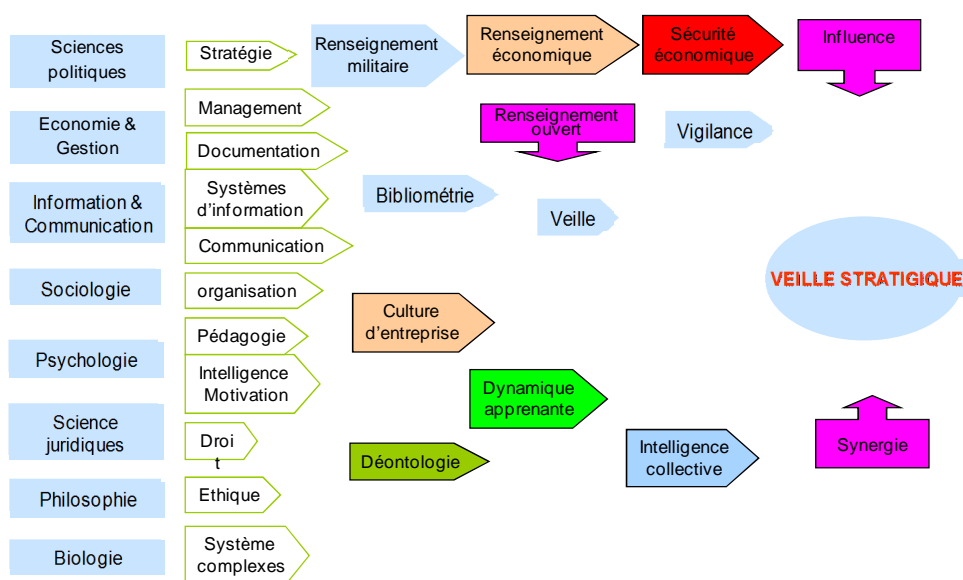 Sciences
politiques
Stratégie
Renseignement
militaire
Renseignement
économique
Sécurité
économique
Influence
Economie &
Gestion
Management
Documentation
Renseignement
ouvert
Vigilance
Information &
Communication
Systèmes
d'information
Communication
Bibliométrie
Veille
VEILLE STRATIGIQUE
Sociologie
organisation
Culture
d'entreprise
Psychologie
Pédagogie
Intelligence
Motivation
Dynamique
apprenante
Science
juridiques
Droi
t
Déontologie
Intelligence
collective
Synergie
Philosophie
Ethique
Biologie
Système
complexes